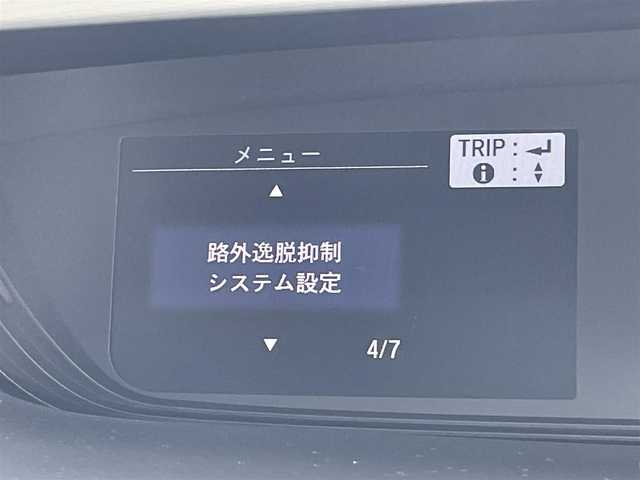 メニュー
TRIP : ↵
i : ▲▼
▲
路外逸脱抑制
システム設定
▼
4/7